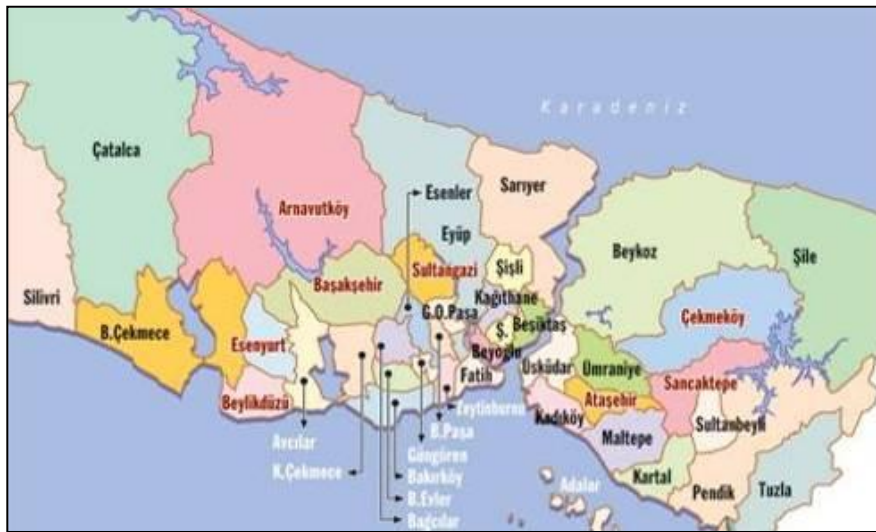 Karadeniz
Çatalca
Silivri
Arnavutköy
Esenler
Eyüp
Sarıyer
Beykoz
Şile
Başakşehir
Sultangazi
Şişli
Kağıthane
G.O.Paşa
B.Çekmece
Esenyurt
Ş.
Beşiktaş
Çekmeköy
Beyoğlu
Üsküdar
Ümraniye
Fatih
Sancaktepe
Beylikdüzü
Ataşehir
Kadıköy
Zeytinburnu
Maltepe
Sultanbeyli
B.Paşa
Avcılar
Güngören
K.Çekmece
Bakırköy
Kartal
Adalar
Pendik
Tuzla
B.Evler
Bağcılar